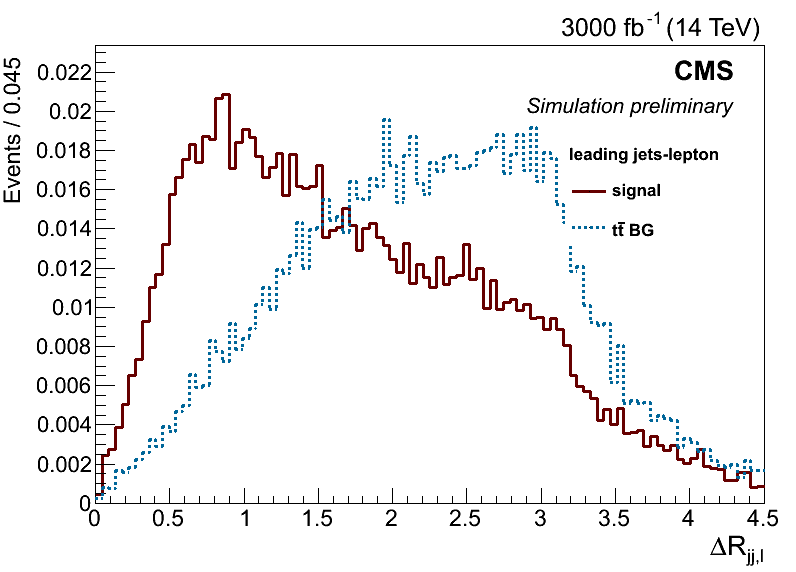 3000 fb⁻¹ (14 TeV)
CMS
Simulation preliminary
leading jets-lepton
signal
tt̅ BG
Events / 0.045
0.022
0.02
0.018
0.016
0.014
0.012
0.01
0.008
0.006
0.004
0.002
0
0 0.5 1 1.5 2 2.5 3 3.5 4 4.5
ΔR_jj,l